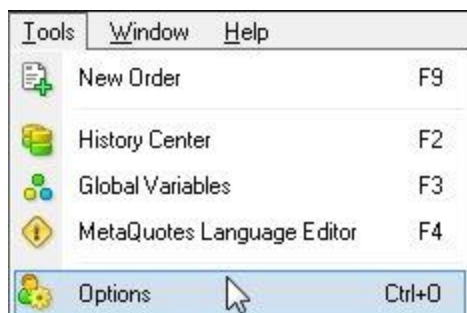 Tools Window Help
New Order F9
History Center F2
Global Variables F3
MetaQuotes Language Editor F4
Options Ctrl+O